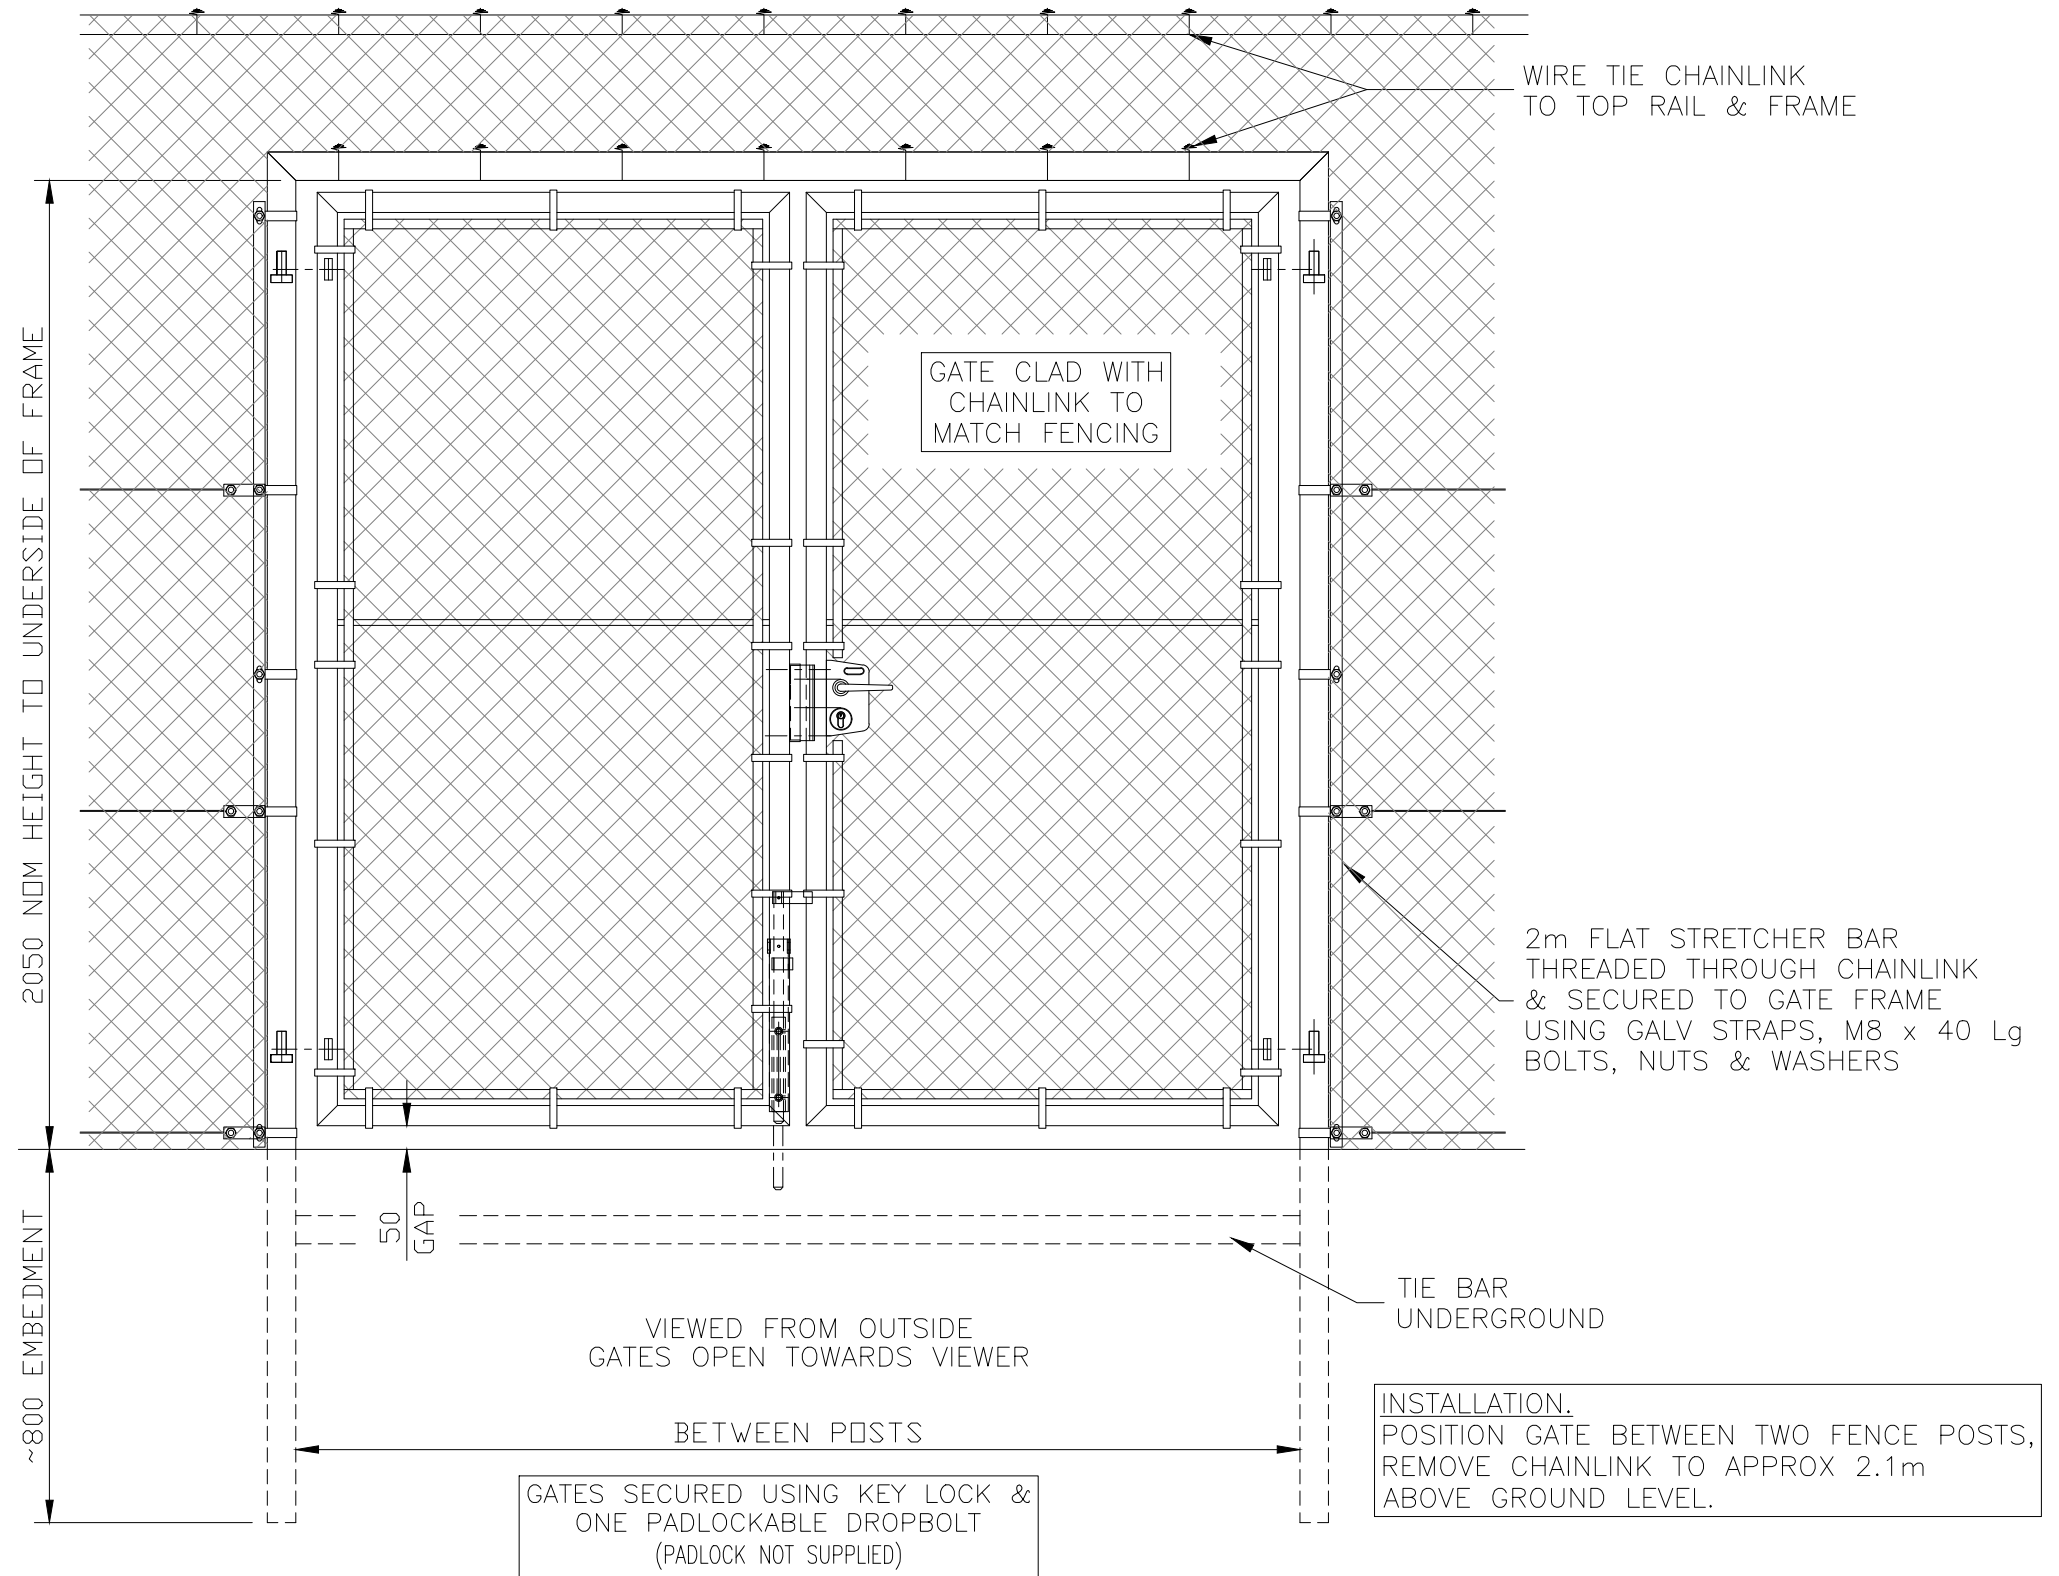 WIRE TIE CHAINLINK
TO TOP RAIL & FRAME
GATE CLAD WITH
CHAINLINK TO
MATCH FENCING
2050 NOM HEIGHT TO UNDERSIDE OF FRAME
2m FLAT STRETCHER BAR
THREADED THROUGH CHAINLINK
& SECURED TO GATE FRAME
USING GALV STRAPS, M8 x 40 Lg
BOLTS, NUTS & WASHERS
~800 EMBEDMENT
50
GAP
TIE BAR
UNDERGROUND
VIEWED FROM OUTSIDE
GATES OPEN TOWARDS VIEWER
BETWEEN POSTS
INSTALLATION.
POSITION GATE BETWEEN TWO FENCE POSTS,
REMOVE CHAINLINK TO APPROX 2.1m
ABOVE GROUND LEVEL.
GATES SECURED USING KEY LOCK &
ONE PADLOCKABLE DROPBOLT
(PADLOCK NOT SUPPLIED)